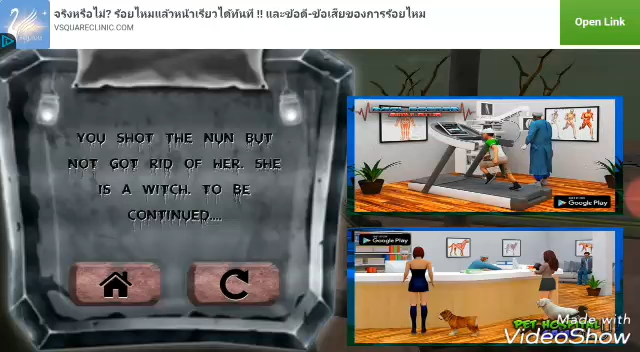 จริงหรือไม่? ร้อยไหมแล้วหน้าเรียวได้ทันที !! และข้อดี-ข้อเสียของการร้อยไหม
VSQUARECLINIC.COM
Open Link
YOU SHOT THE NUN BUT
NOT GOT RID OF HER. SHE
IS A WITCH. TO BE
CONTINUED....
Google Play
Google Play
PET HOSPITAL
Made with
VideoShow